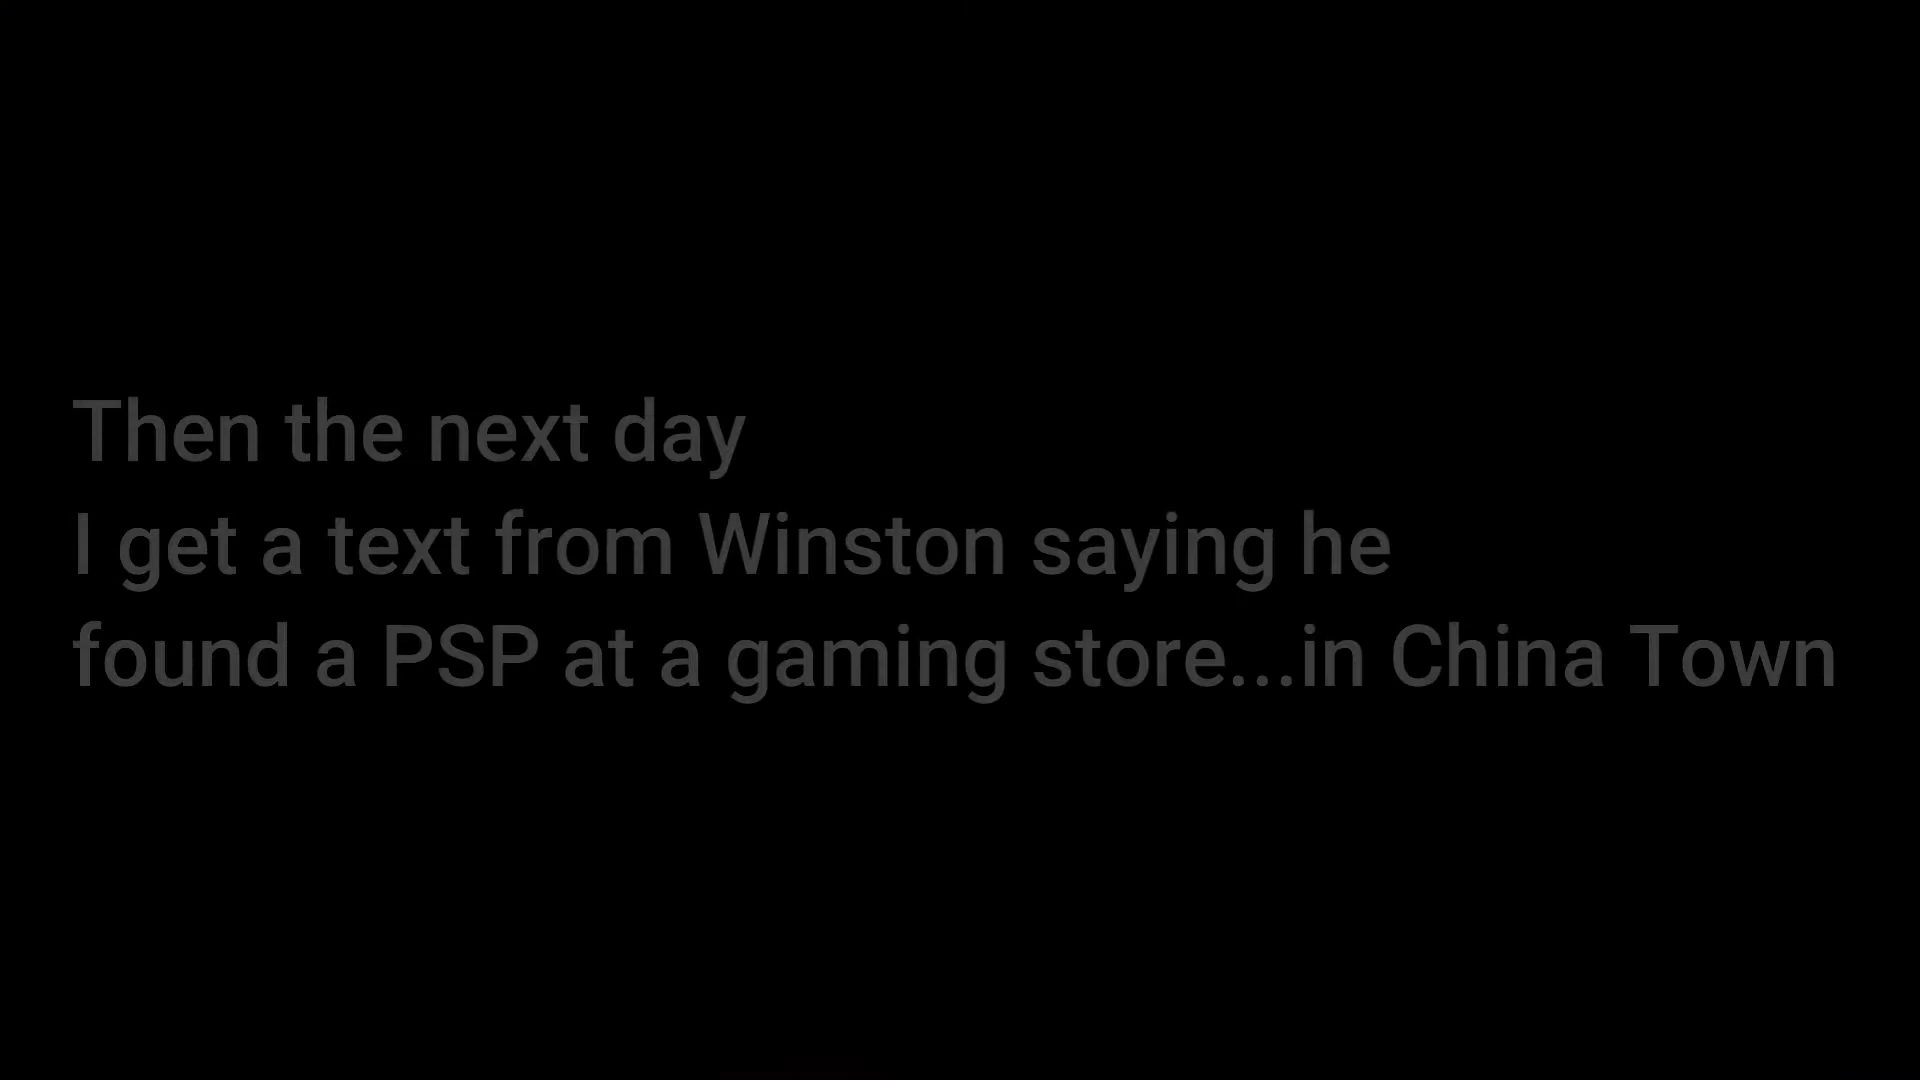 Then the next day
I get a text from Winston saying he
found a PSP at a gaming store...in China Town